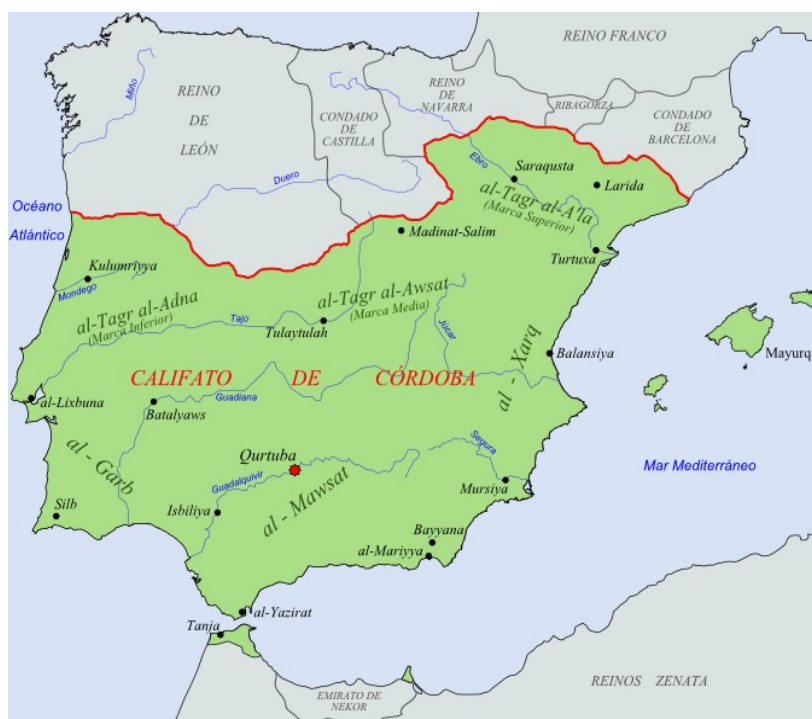 REINO FRANCO
REINO
DE
LEÓN
CONDADO
DE
CASTILLA
REINO
DE
NAVARRA
RIBAGORZA
CONDADO
DE
BARCELONA
Miño
Duero
Ebro
Océano
Atlántico
Saraqusta
Larida
al-Tagr al-A'la
(Marca Superior)
Madinat-Salim
Turtuxa
Kulumriyya
Mondego
al-Tagr al-Adna
(Marca Inferior)
al-Tagr al-Awsat
(Marca Media)
Tajo
Tulaytulah
Júcar
al - Xarq
Balansiya
Mayurq
CALIFATO DE CÓRDOBA
al-Lixbuna
Batalyaws
Guadiana
al - Garb
Qurtuba
Segura
Mar Mediterráneo
Guadalquivir
al - Mawsat
Mursiya
Silb
Isbiliya
Bayyana
al-Mariyya
al-Yazirat
Tanja
EMIRATO DE
NEKOR
REINOS ZENATA